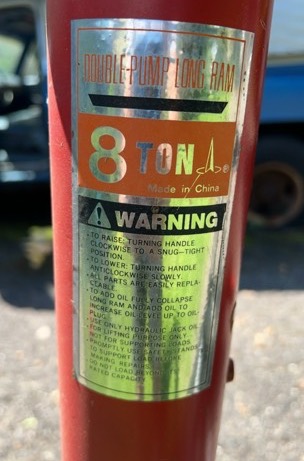 DOUBLE-PUMP LONG RAM
8 TON ®
Made in China
WARNING
•TO RAISE: TURNING HANDLE
CLOCKWISE TO A SNUG-TIGHT
POSITION.
•TO LOWER: TURNING HANDLE
ANTICLOCKWISE SLOWLY.
•ALL PARTS ARE EASILY REPLA-
CEABLE.
•TO ADD OIL FULLY COLLAPSE
LONG RAM AND ADD OIL TO
INCREASE OIL LEVEL UP TO OIL
PLUG.
•USE ONLY HYDRAULIC JACK OIL
•FOR LIFTING PURPOSE ONLY
NOT FOR SUPPORTING LOADS.
•PROMPTLY USE SAFETY STANDS
TO SUPPORT LOAD BEFORE
MAKING REPAIRS
•DO NOT LOAD BEYOND THE
RATED CAPACITY